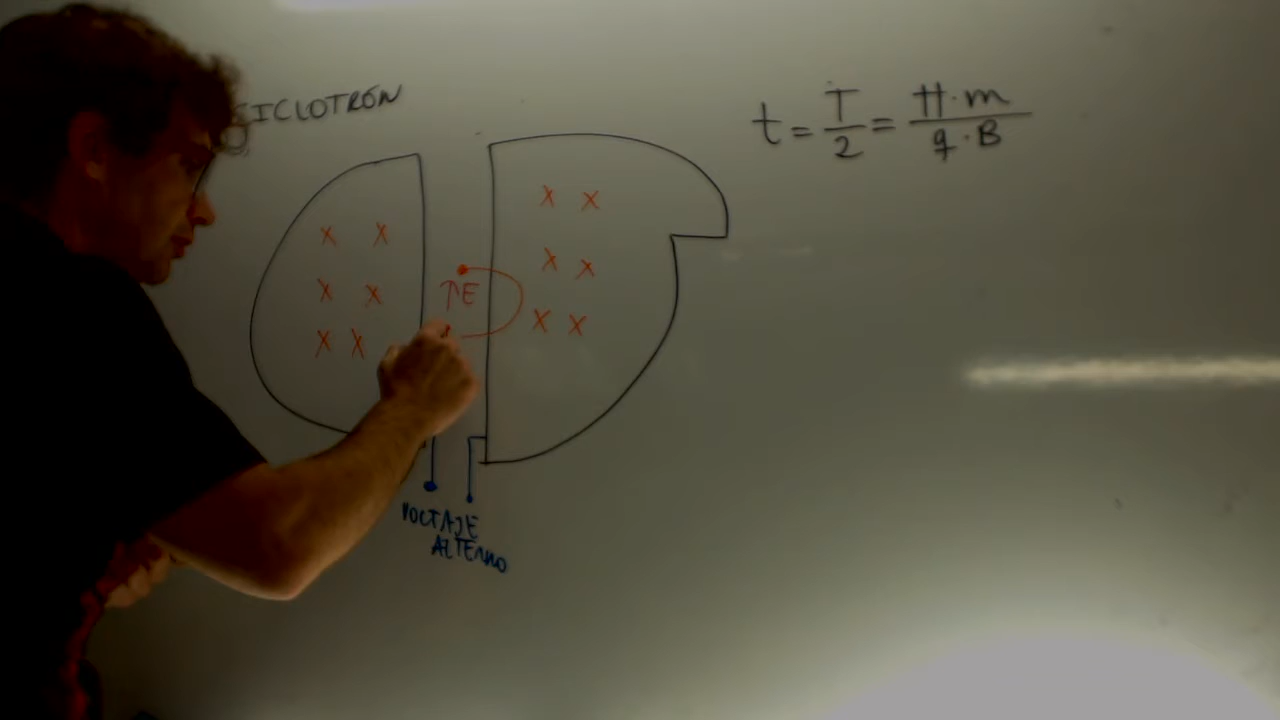 CICLOTRÓN
t = T/2 = π·m / q·B
x x
x x
x x
x x
x x
x x
↑E
VOLTAJE
ALTERNO